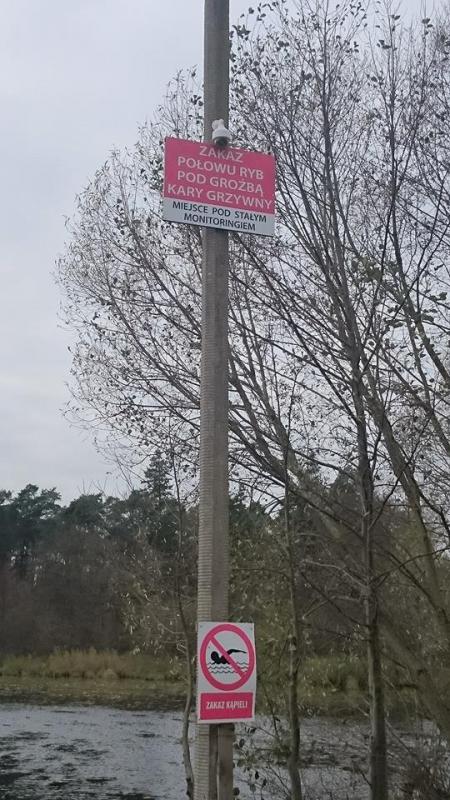 ZAKAZ
POŁOWU RYB
POD GROŹBĄ
KARY GRZYWNY
MIEJSCE POD STAŁYM
MONITORINGIEM
ZAKAZ KĄPIELI